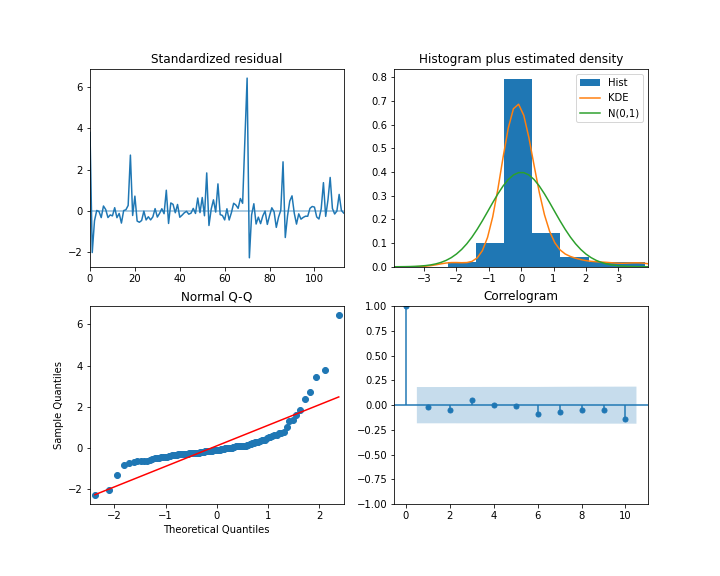 Standardized residual
6
4
2
0
−2
0 20 40 60 80 100
Histogram plus estimated density
0.8
0.7
0.6
0.5
0.4
0.3
0.2
0.1
0.0
−3 −2 −1 0 1 2 3
Hist
KDE
N(0,1)
Normal Q-Q
Sample Quantiles
6
4
2
0
−2
−2 −1 0 1 2
Theoretical Quantiles
Correlogram
1.00
0.75
0.50
0.25
0.00
−0.25
−0.50
−0.75
−1.00
0 2 4 6 8 10